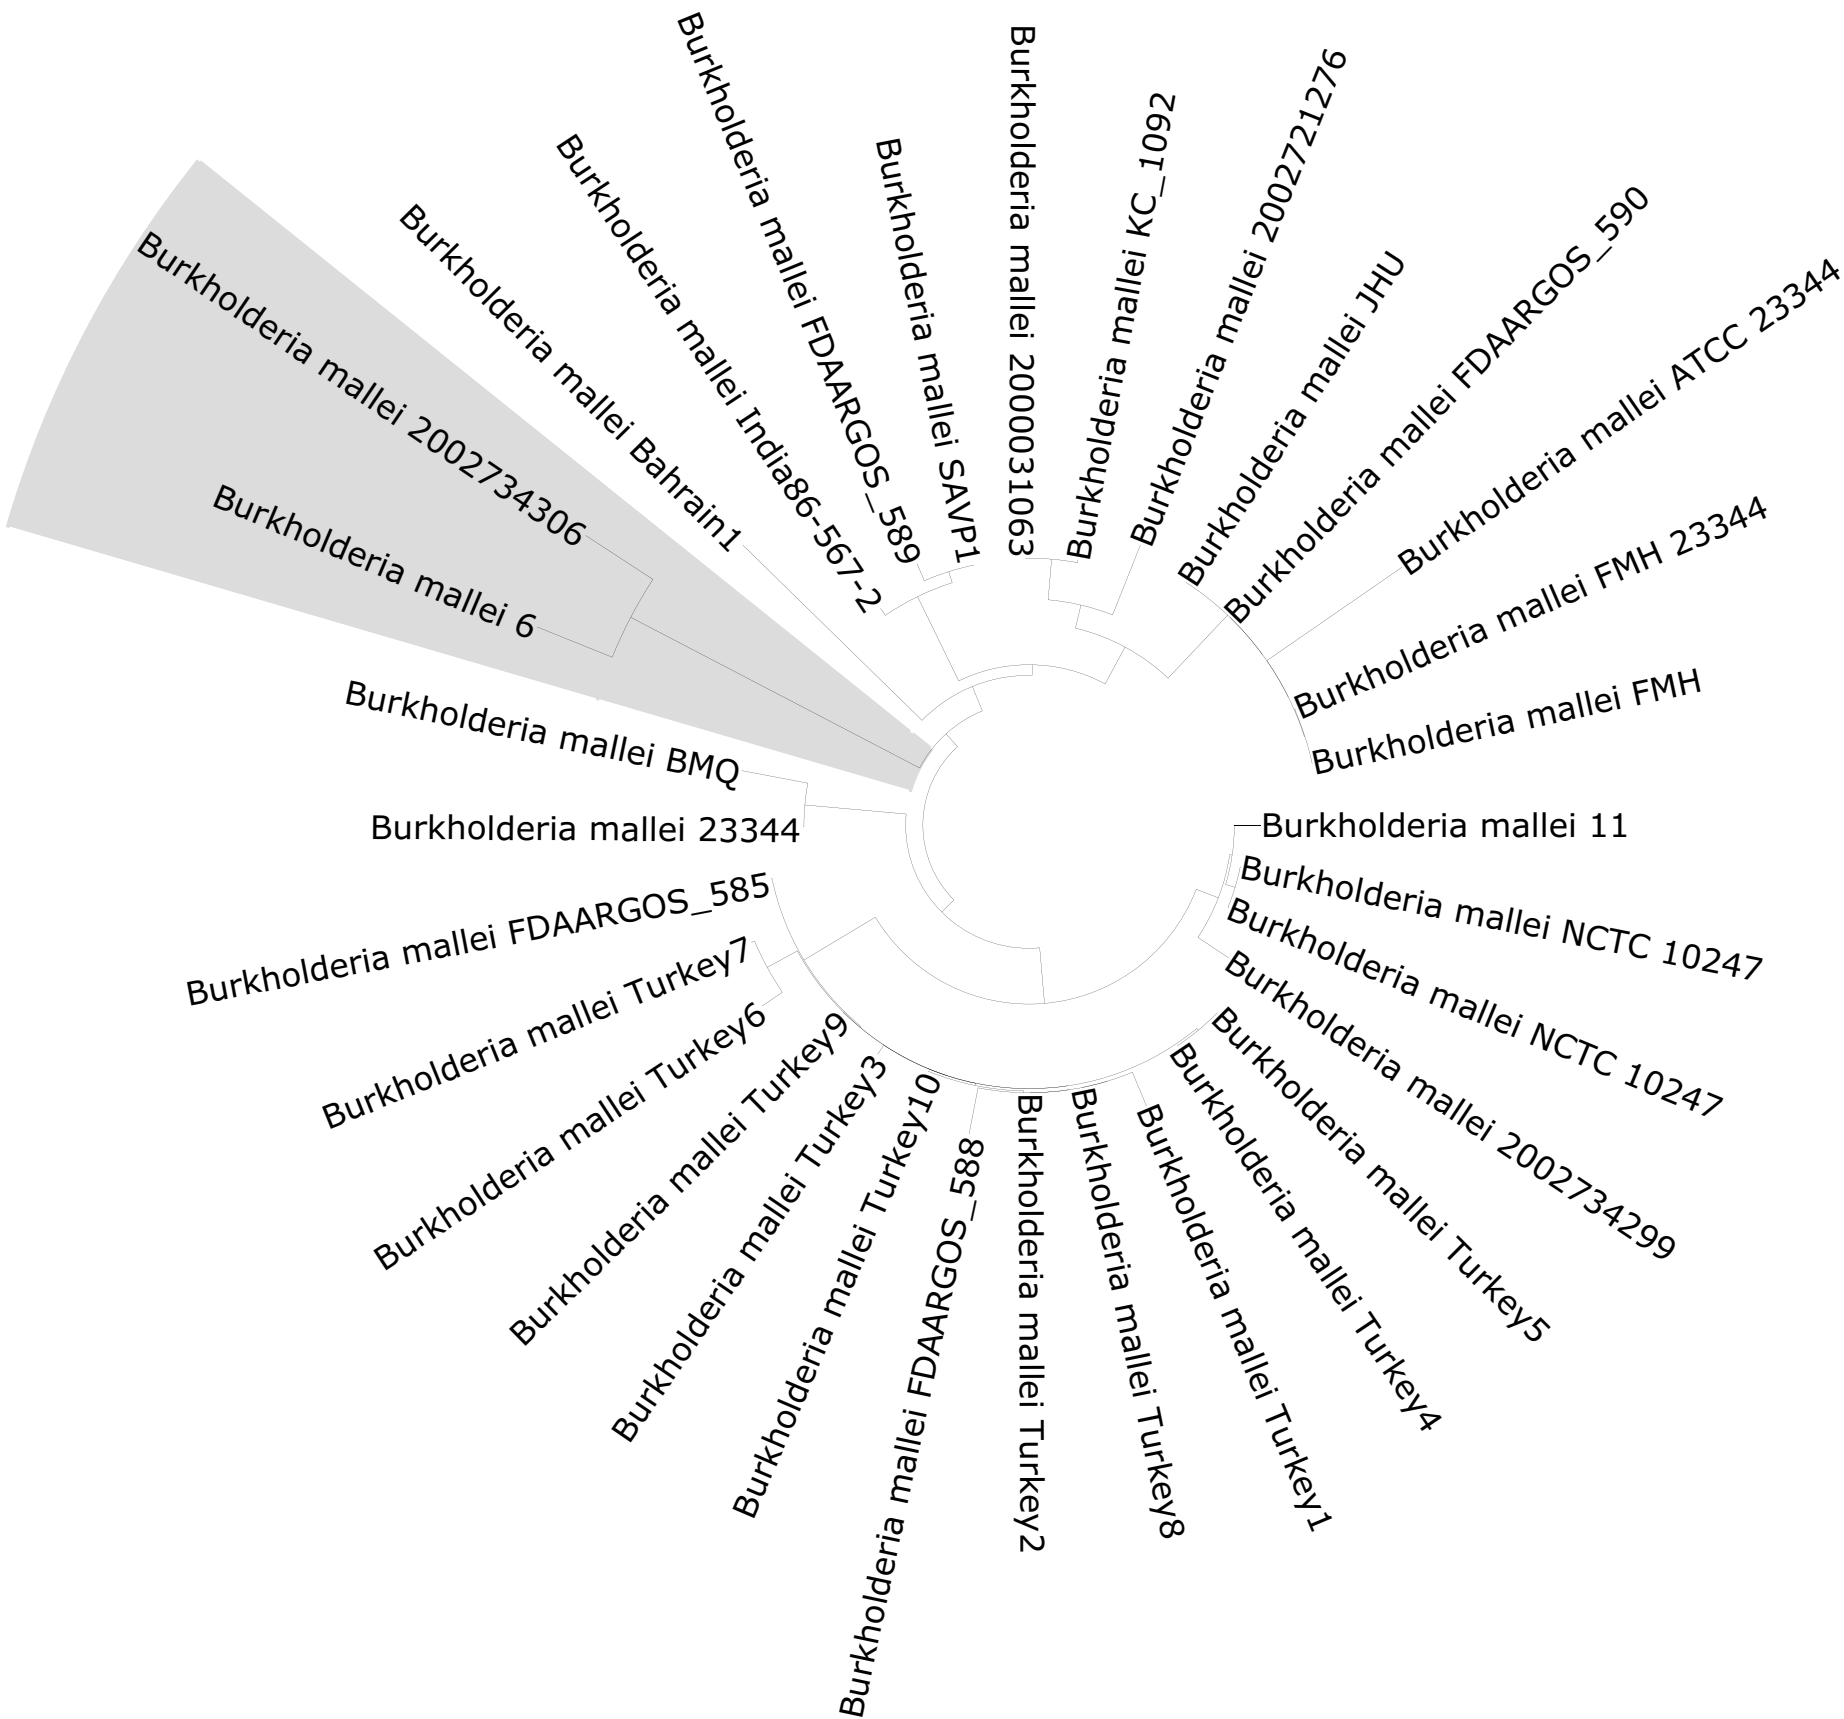 Burkholderia mallei 2000031063
Burkholderia mallei KC_1092
Burkholderia mallei 2002721276
Burkholderia mallei JHU
Burkholderia mallei FDAARGOS_590
Burkholderia mallei ATCC 23344
Burkholderia mallei FMH 23344
Burkholderia mallei FMH
Burkholderia mallei 11
Burkholderia mallei NCTC 10247
Burkholderia mallei NCTC 10247
Burkholderia mallei 2002734299
Burkholderia mallei Turkey5
Burkholderia mallei Turkey4
Burkholderia mallei Turkey1
Burkholderia mallei Turkey8
Burkholderia mallei Turkey2
Burkholderia mallei FDAARGOS_588
Burkholderia mallei Turkey10
Burkholderia mallei Turkey3
Burkholderia mallei Turkey9
Burkholderia mallei Turkey6
Burkholderia mallei Turkey7
Burkholderia mallei FDAARGOS_585
Burkholderia mallei 23344
Burkholderia mallei BMQ
Burkholderia mallei 6
Burkholderia mallei 2002734306
Burkholderia mallei Bahrain1
Burkholderia mallei India86-567-2
Burkholderia mallei FDAARGOS_589
Burkholderia mallei SAVP1